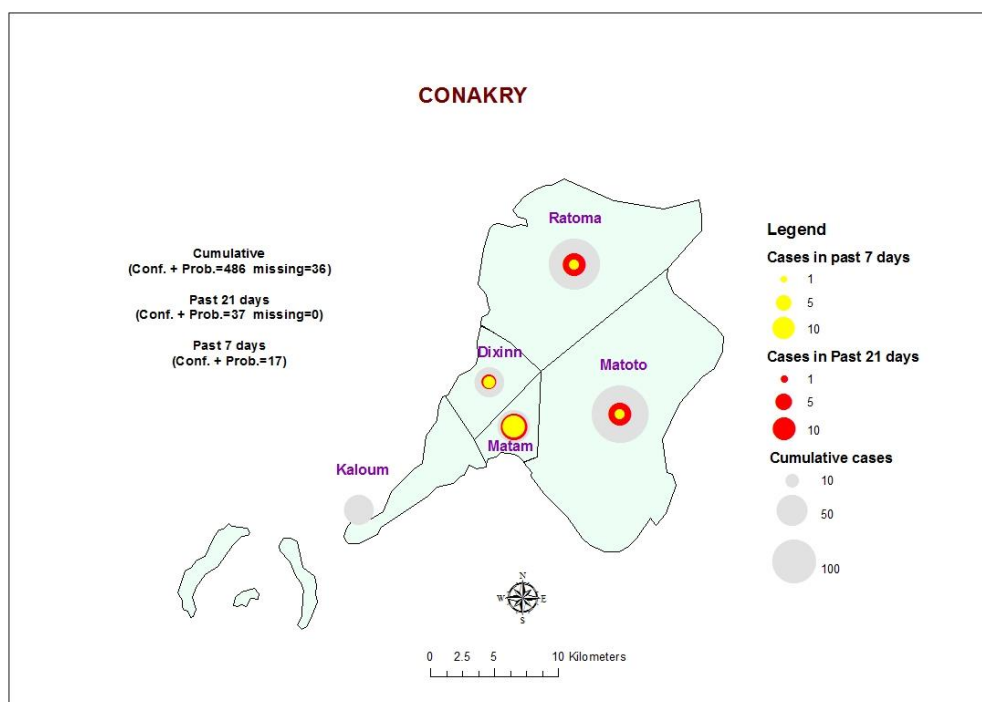 CONAKRY
Ratoma
Cumulative
(Conf. + Prob.=486 missing=36)
Past 21 days
(Conf. + Prob.=37 missing=0)
Past 7 days
(Conf. + Prob.=17)
Dixinn
Matoto
Matam
Kaloum
Legend
Cases in past 7 days
1
5
10
Cases in Past 21 days
1
5
10
Cumulative cases
10
50
100
N
W E
S
0 2.5 5 10 Kilometers